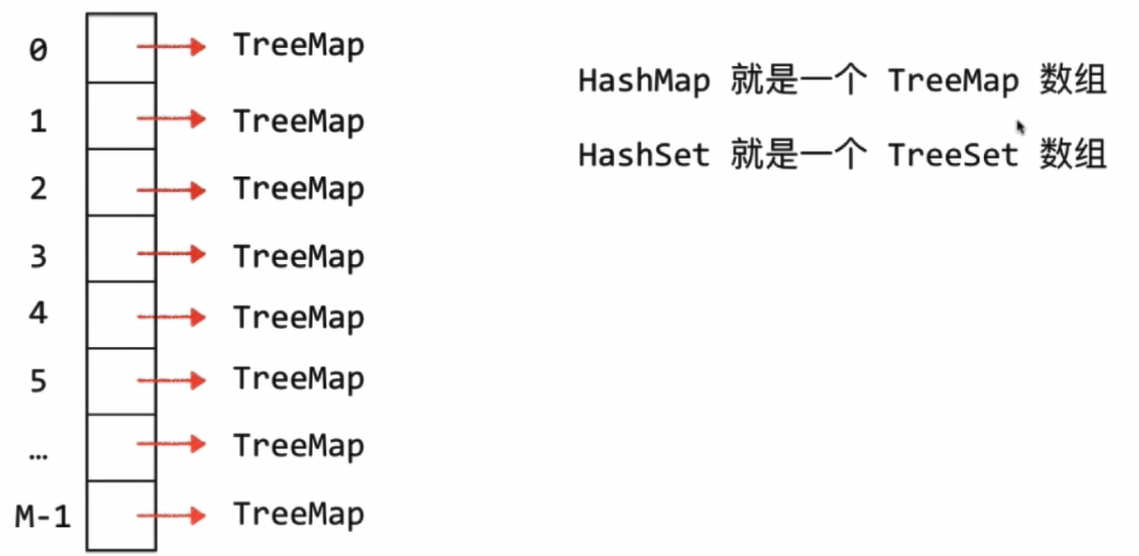 0 TreeMap
1 TreeMap
2 TreeMap
3 TreeMap
4 TreeMap
5 TreeMap
… TreeMap
M-1 TreeMap
HashMap 就是一个 TreeMap 数组
HashSet 就是一个 TreeSet 数组